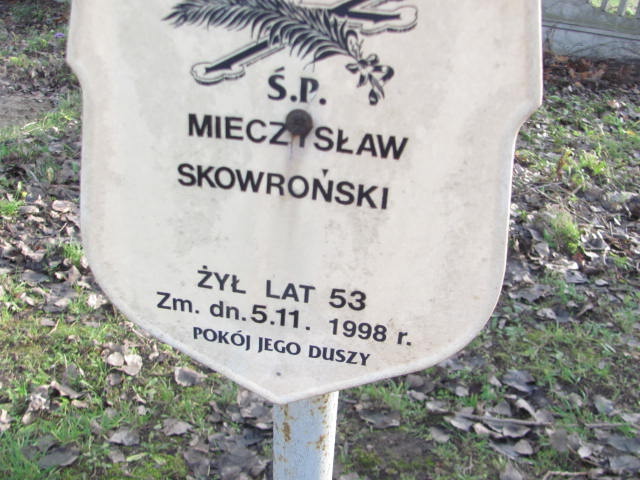 Ś.P.
MIECZYSŁAW
SKOWROŃSKI
ŻYŁ LAT 53
Zm. dn. 5.11. 1998 r.
POKÓJ JEGO DUSZY